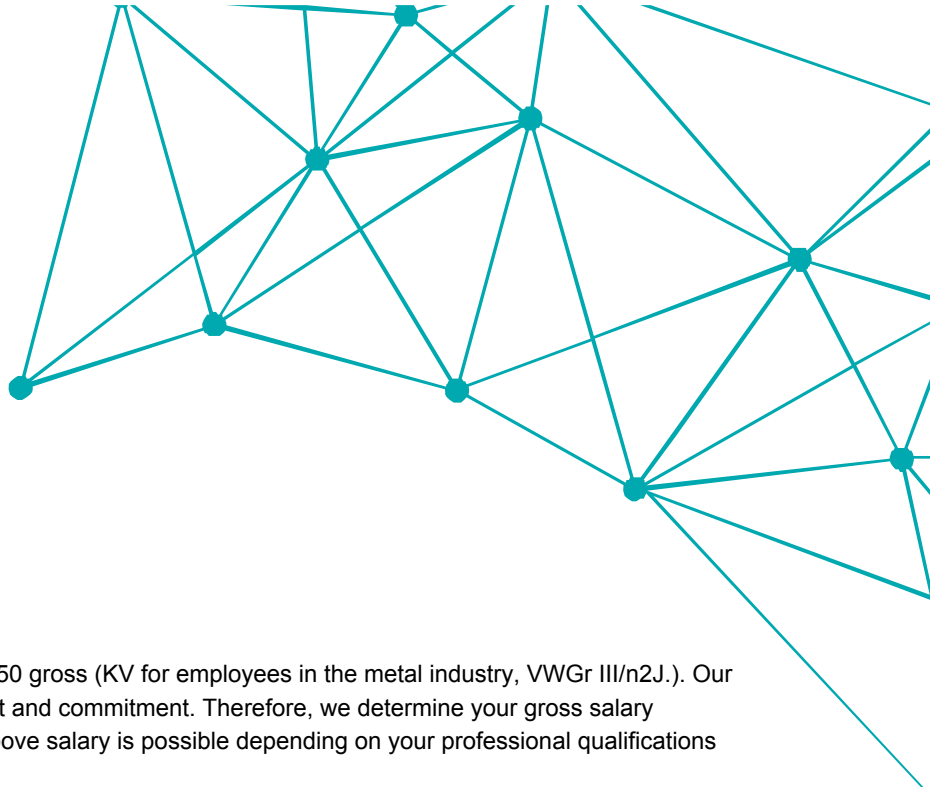 50 gross (KV for employees in the metal industry, VWGr III/n2J.). Our
t and commitment. Therefore, we determine your gross salary
ove salary is possible depending on your professional qualifications